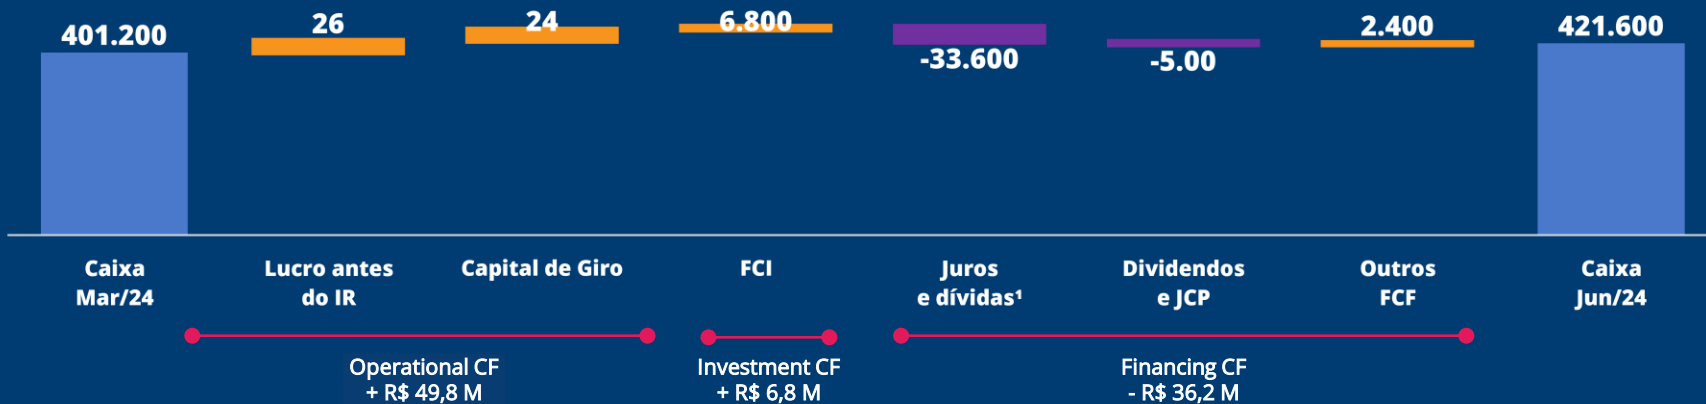 401.200
26
24
6.800
-33.600
-5.00
2.400
421.600
Caixa
Mar/24
Lucro antes
do IR
Capital de Giro
FCI
Juros
e dívidas¹
Dividendos
e JCP
Outros
FCF
Caixa
Jun/24
Operational CF
+ R$ 49,8 M
Investment CF
+ R$ 6,8 M
Financing CF
- R$ 36,2 M